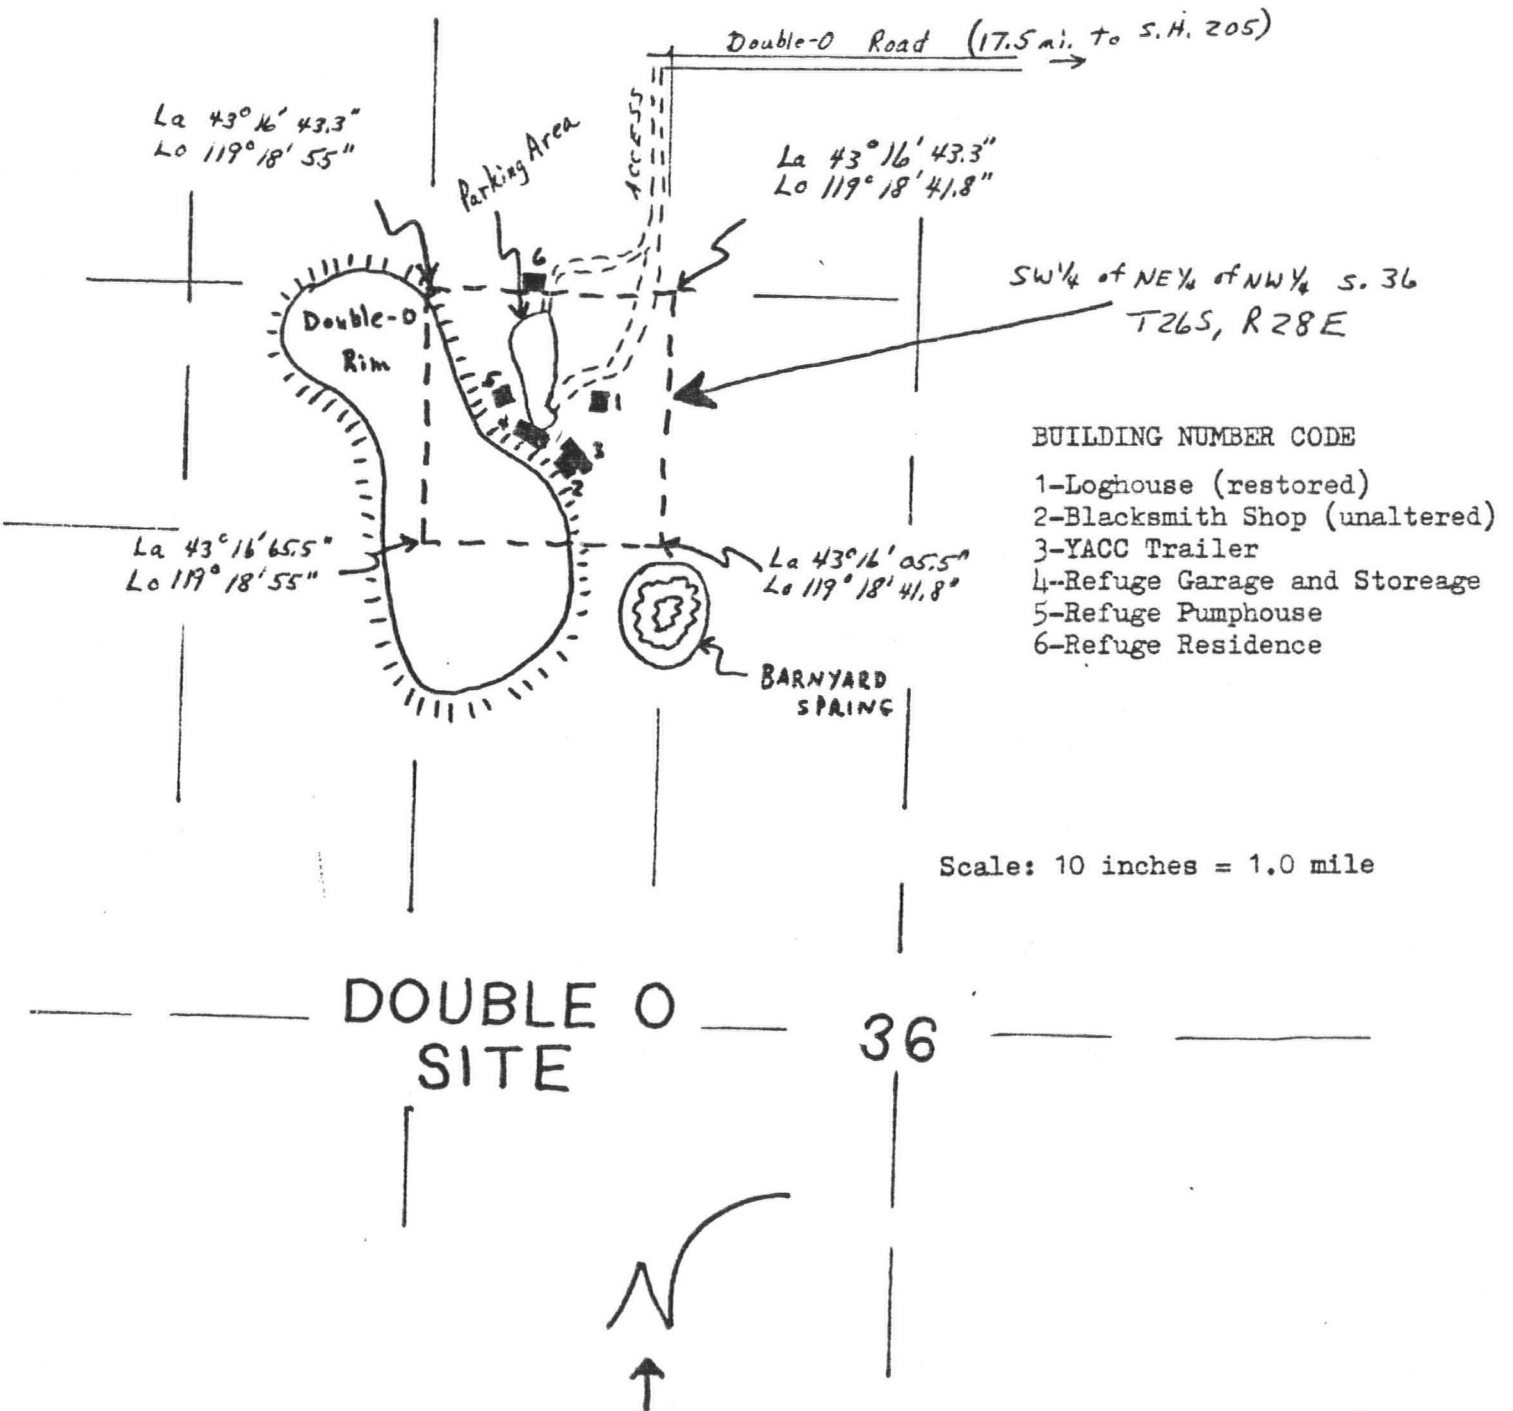 Double-O Road (17.5 mi. to S.H. 205)
La 43° 16' 43.3"
Lo 119° 18' 55"
Parking Area
ACCESS
La 43° 16' 43.3"
Lo 119° 18' 41.8"
6
SW¼ of NE¼ of NW¼ S. 36
T26S, R28E
Double-O
Rim
5
1
4
3
2
BUILDING NUMBER CODE
1-Loghouse (restored)
2-Blacksmith Shop (unaltered)
3-YACC Trailer
4--Refuge Garage and Storeage
5-Refuge Pumphouse
6-Refuge Residence
La 43° 16' 65.5"
Lo 119° 18' 55"
La 43° 16' 05.5"
Lo 119° 18' 41.8"
BARNYARD
SPRING
Scale: 10 inches = 1.0 mile
DOUBLE O
SITE
36
N